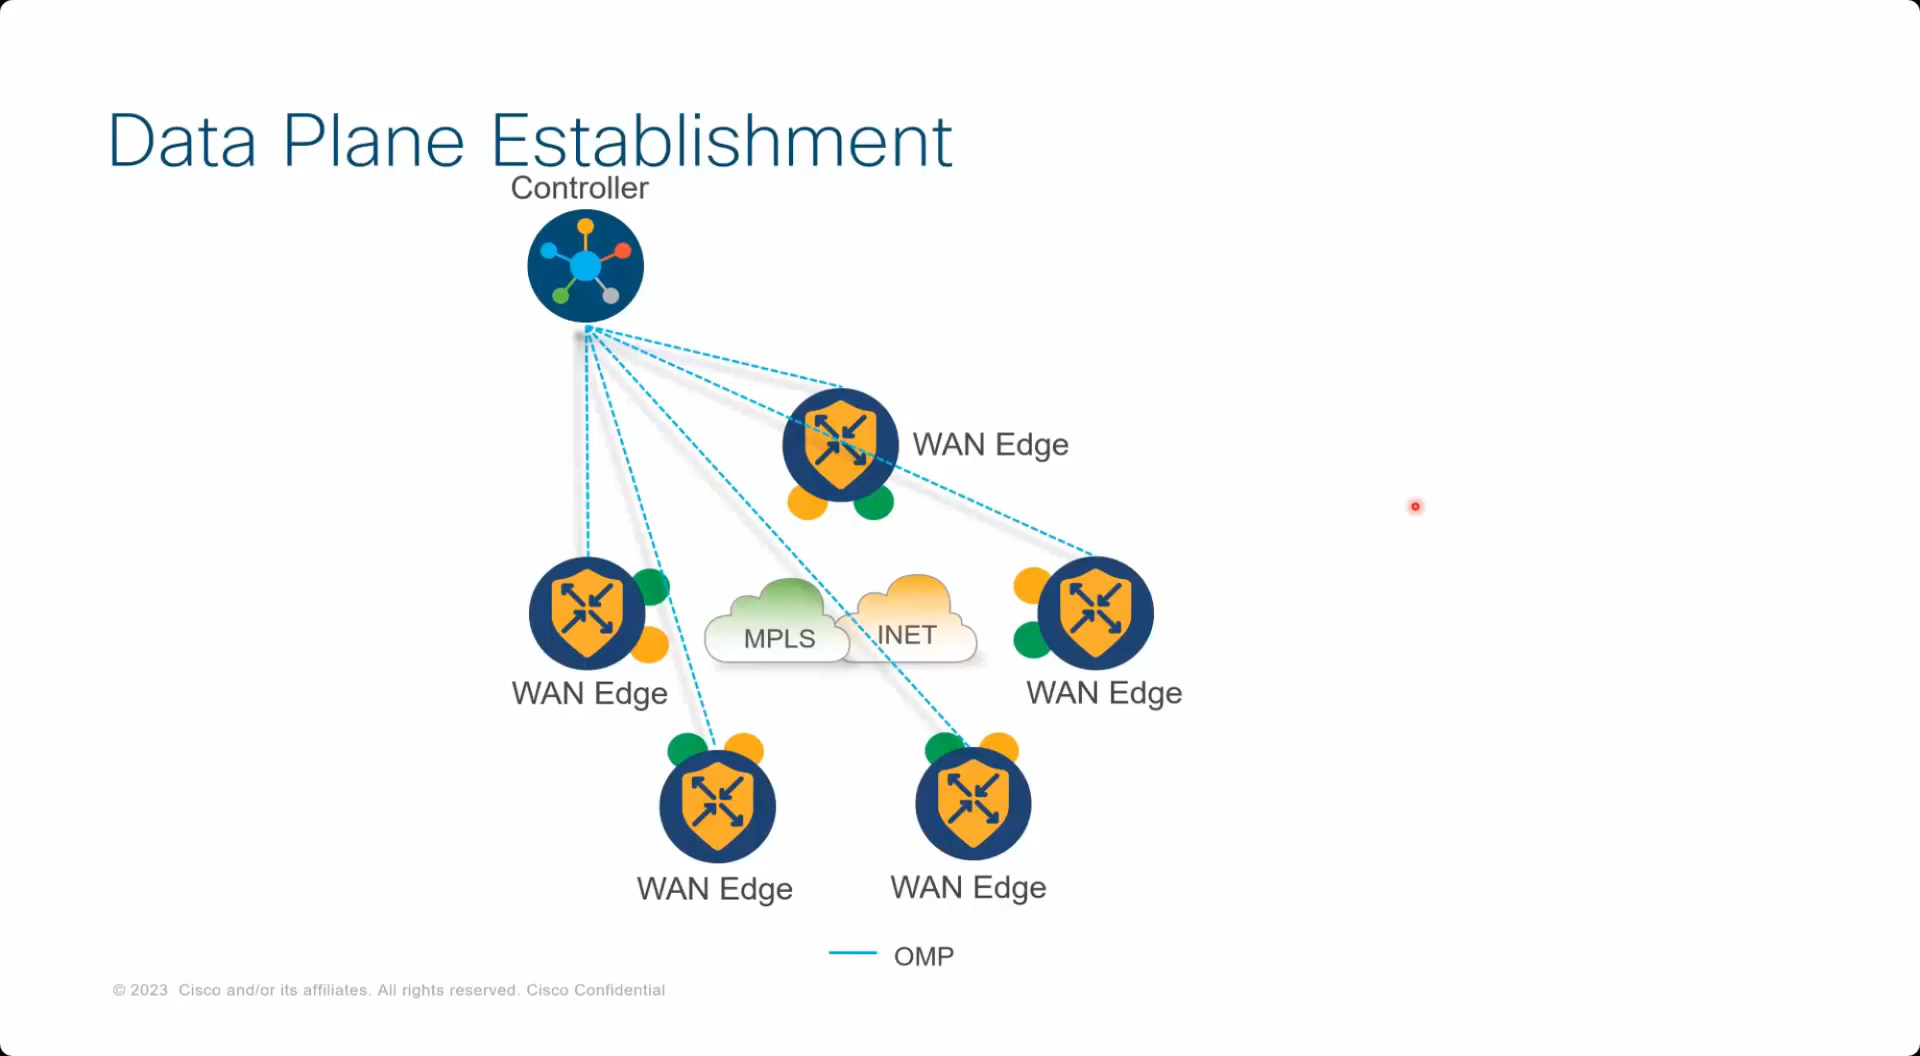 Data Plane Establishment
Controller
WAN Edge
MPLS
INET
WAN Edge
WAN Edge
WAN Edge
WAN Edge
OMP
© 2023 Cisco and/or its affiliates. All rights reserved. Cisco Confidential